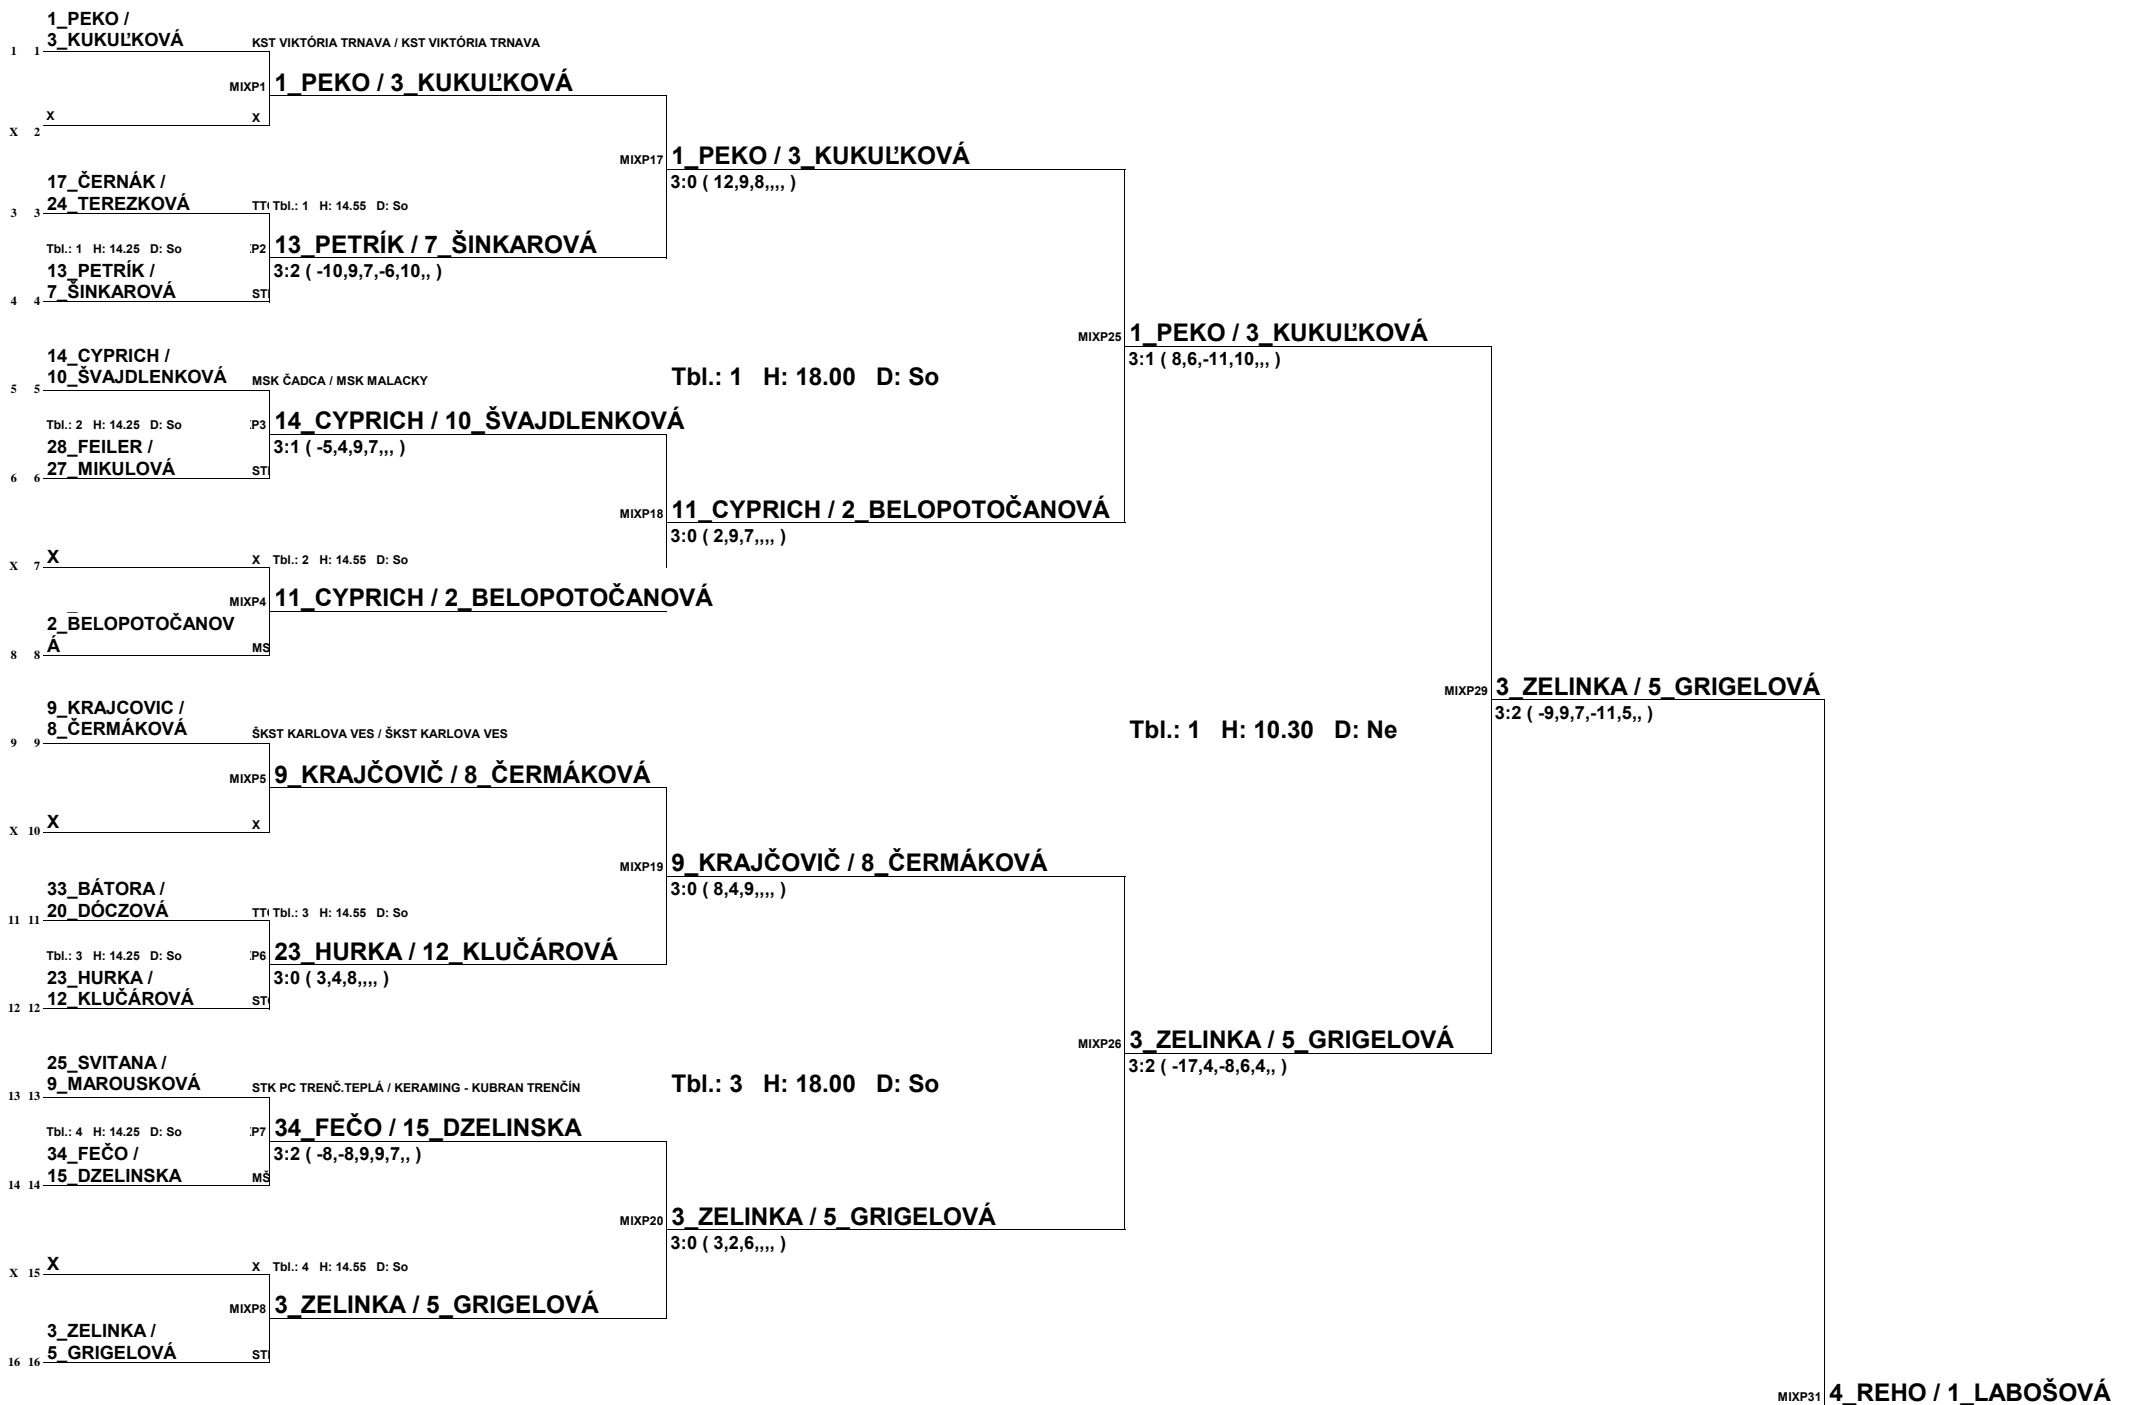 1_PEKO /
3_KUKUĽKOVÁ
1 1
KST VIKTÓRIA TRNAVA / KST VIKTÓRIA TRNAVA
MIXP1 1_PEKO / 3_KUKUĽKOVÁ
X 2 X X
MIXP17 1_PEKO / 3_KUKUĽKOVÁ
3:0 ( 12,9,8,,,, )
17_ČERNÁK /
24_TEREZKOVÁ
3 3
Tbl.: 1 H: 14.55 D: So
Tbl.: 1 H: 14.25 D: So
13_PETRÍK / 7_ŠINKAROVÁ
3:2 ( -10,9,7,-6,10,, )
13_PETRÍK /
7_ŠINKAROVÁ
4 4
MIXP25 1_PEKO / 3_KUKUĽKOVÁ
3:1 ( 8,6,-11,10,,, )
14_CYPRICH /
10_ŠVAJDLENKOVÁ
5 5
MSK ČADCA / MSK MALACKY
Tbl.: 1 H: 18.00 D: So
Tbl.: 2 H: 14.25 D: So
14_CYPRICH / 10_ŠVAJDLENKOVÁ
3:1 ( -5,4,9,7,,, )
28_FEILER /
27_MIKULOVÁ
6 6
MIXP18 11_CYPRICH / 2_BELOPOTOČANOVÁ
3:0 ( 2,9,7,,,, )
X 7 X X Tbl.: 2 H: 14.55 D: So
MIXP4 11_CYPRICH / 2_BELOPOTOČANOVÁ
2_BELOPOTOČANOV
Á
8 8
MS
MIXP29 3_ZELINKA / 5_GRIGELOVÁ
3:2 ( -9,9,7,-11,5,, )
9_KRAJCOVIC /
8_ČERMÁKOVÁ
9 9
ŠKST KARLOVA VES / ŠKST KARLOVA VES
Tbl.: 1 H: 10.30 D: Ne
MIXP5 9_KRAJČOVIČ / 8_ČERMÁKOVÁ
X 10 X X
MIXP19 9_KRAJČOVIČ / 8_ČERMÁKOVÁ
3:0 ( 8,4,9,,,, )
33_BÁTORA /
20_DÓCZOVÁ
11 11
Tbl.: 3 H: 14.55 D: So
Tbl.: 3 H: 14.25 D: So
23_HURKA / 12_KLUČÁROVÁ
3:0 ( 3,4,8,,,, )
23_HURKA /
12_KLUČÁROVÁ
12 12
MIXP26 3_ZELINKA / 5_GRIGELOVÁ
3:2 ( -17,4,-8,6,4,, )
25_SVITANA /
9_MAROUSKOVÁ
13 13
STK PC TRENČ.TEPLÁ / KERAMING - KUBRAN TRENČÍN
Tbl.: 3 H: 18.00 D: So
Tbl.: 4 H: 14.25 D: So
34_FEČO / 15_DZELINSKA
3:2 ( -8,-8,9,9,7,, )
34_FEČO /
15_DZELINSKA
14 14
MŠ
MIXP20 3_ZELINKA / 5_GRIGELOVÁ
3:0 ( 3,2,6,,,, )
X 15 X X Tbl.: 4 H: 14.55 D: So
MIXP8 3_ZELINKA / 5_GRIGELOVÁ
3_ZELINKA /
5_GRIGELOVÁ
16 16
MIXP31 4_REHO / 1_LABOŠOVÁ